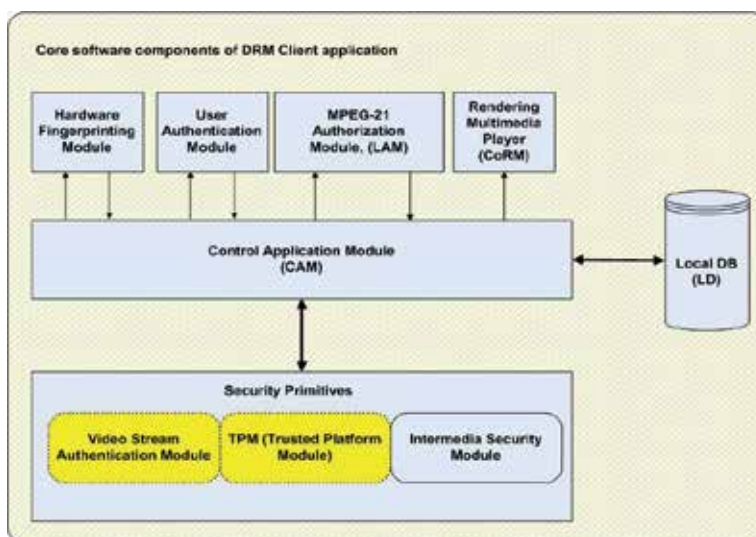 Core software components of DRM Client application
Hardware
Fingerprinting
Module
User
Authentication
Module
MPEG-21
Authorization
Module, (LAM)
Rendering
Multimedia
Player
(CoRM)
Control Application Module
(CAM)
Local DB
(LD)
Security Primitives
Video Stream
Authentication Module
TPM (Trusted Platform
Module)
Intermedia Security
Module